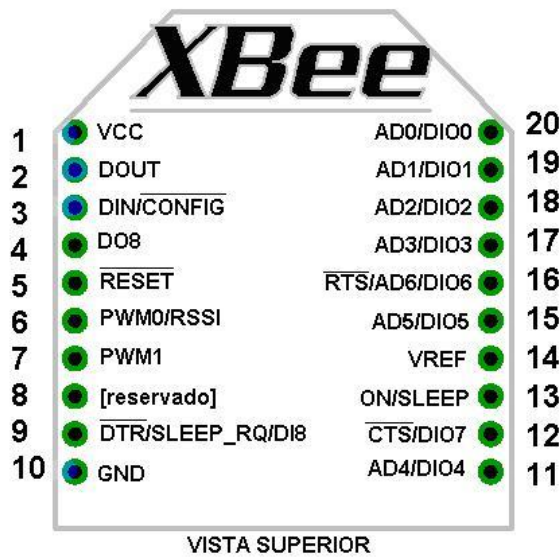 XBee
1 VCC AD0/DIO0 20
2 DOUT AD1/DIO1 19
3 DIN/CONFIG AD2/DIO2 18
4 DO8 AD3/DIO3 17
5 RESET RTS/AD6/DIO6 16
6 PWM0/RSSI AD5/DIO5 15
7 PWM1 VREF 14
8 [reservado] ON/SLEEP 13
9 DTR/SLEEP_RQ/DI8 CTS/DIO7 12
10 GND AD4/DIO4 11
VISTA SUPERIOR